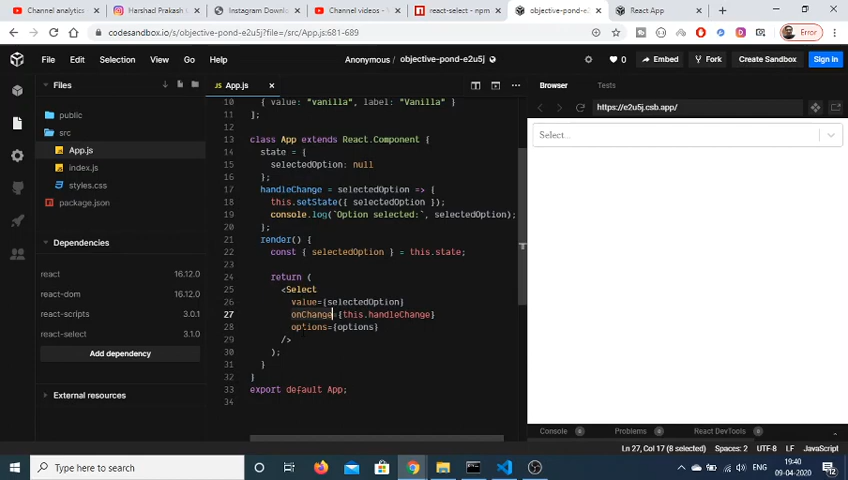 Channel analytics
Harshad Prakash
Instagram Downlo
Channel videos -
react-select - npm
objective-pond-e2
React App
codesandbox.io/s/objective-pond-e2u5j?file=/src/App.js:681-689
Error
File Edit Selection View Go Help
Anonymous / objective-pond-e2u5j
0
Embed
Fork
Create Sandbox
Sign In
Files
App.js
Browser
Tests
https://e2u5j.csb.app/
public
src
App.js
index.js
styles.css
package.json
Dependencies
react 16.12.0
react-dom 16.12.0
react-scripts 3.0.1
react-select 3.0.8
Add dependency
External resources
10 { value: "vanilla", label: "Vanilla" }
11 ];
12
13 class App extends React.Component {
14 state = {
15 selectedOption: null
16 };
17 handleChange = selectedOption => {
18 this.setState({ selectedOption });
19 console.log(`Option selected:`, selectedOption);
20 };
21 render() {
22 const { selectedOption } = this.state;
23
24 return (
25 <Select
26 value={selectedOption}
27 onChange={this.handleChange}
28 options={options}
29 />
30 );
31 }
32 }
33 export default App;
34
Select...
Console 0
Problems 0
React DevTools 0
Ln 27, Col 17 (8 selected) Spaces: 2 UTF-8 LF JavaScript
Type here to search
ENG
19:40
09-04-2020